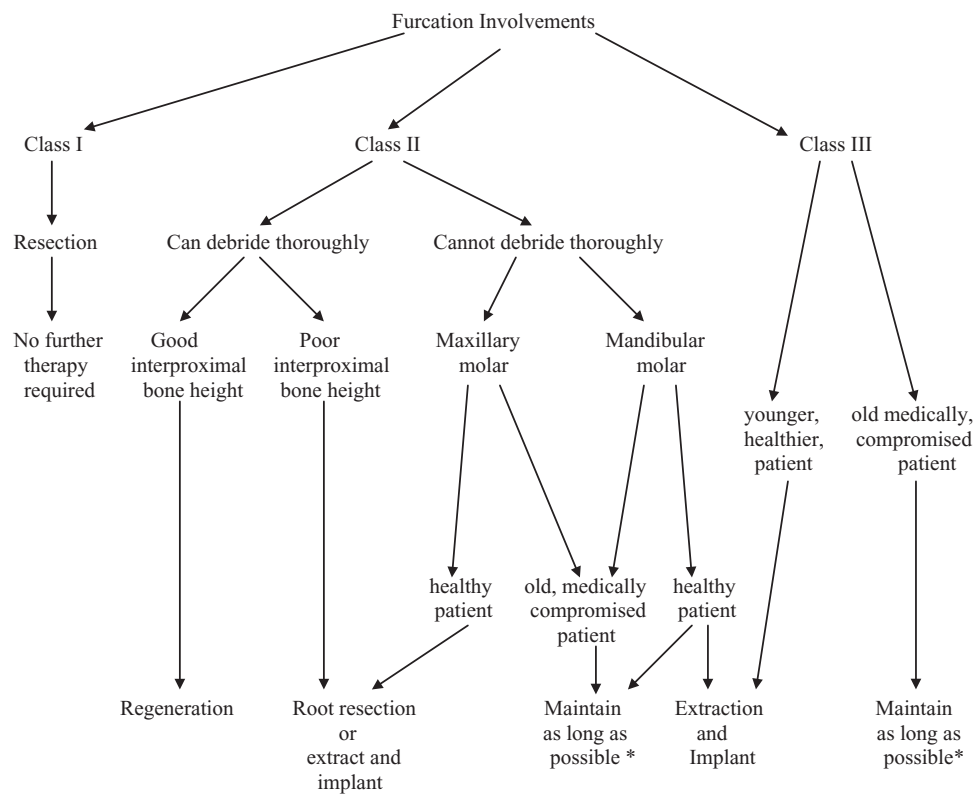 Furcation Involvements
Class I
Class II
Class III
Resection
Can debride thoroughly
Cannot debride thoroughly
No further
therapy
required
Good
interproximal
bone height
Poor
interproximal
bone height
Maxillary
molar
Mandibular
molar
younger,
healthier,
patient
old medically,
compromised
patient
healthy
patient
old, medically
compromised
patient
healthy
patient
Regeneration
Root resection
or
extract and
implant
Maintain
as long as
possible *
Extraction
and
Implant
Maintain
as long as
possible*